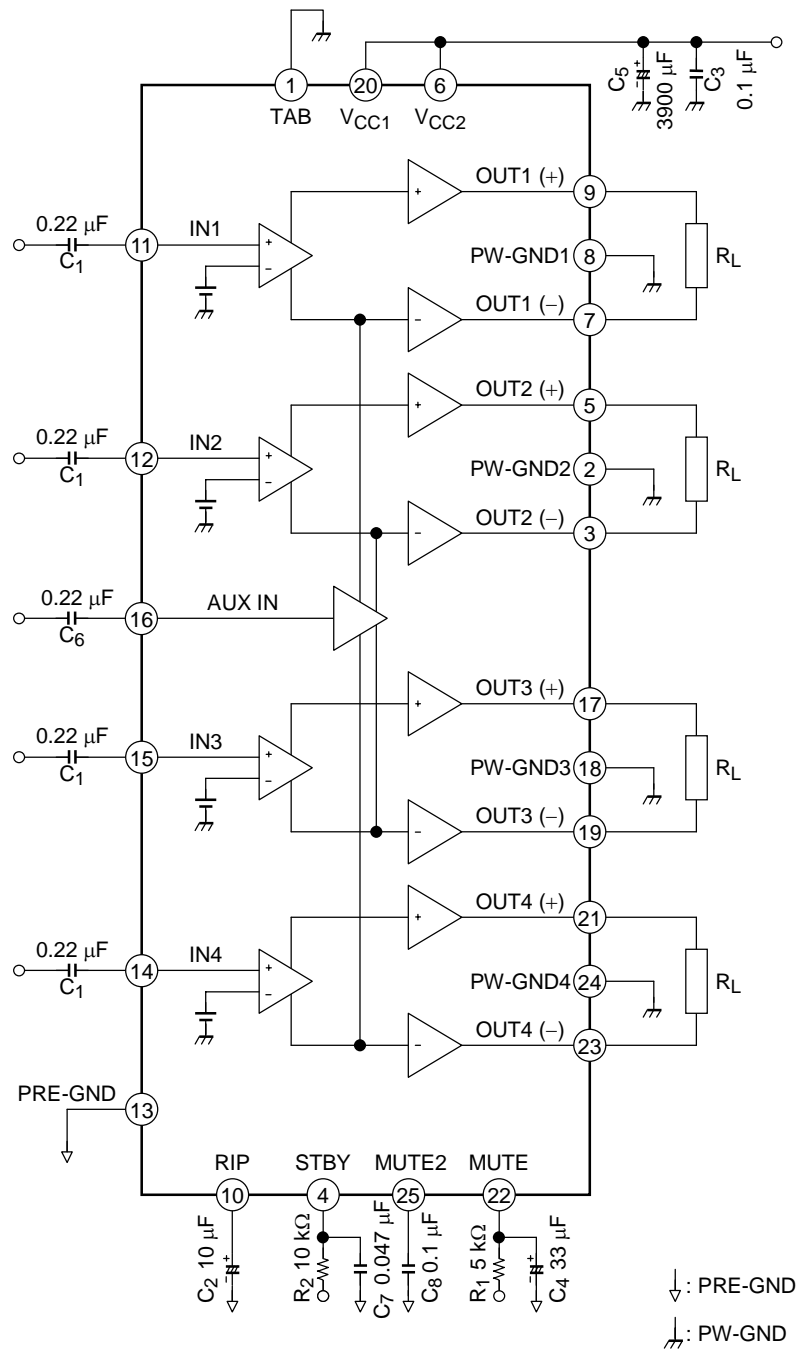 1
20
6
TAB
VCC1
VCC2
C5
3900 μF
C3
0.1 μF
0.22 μF
C1
11
IN1
+
−
+
OUT1 (+)
9
PW-GND1
8
RL
−
OUT1 (−)
7
0.22 μF
C1
12
IN2
+
−
+
OUT2 (+)
5
PW-GND2
2
RL
−
OUT2 (−)
3
0.22 μF
C6
16
AUX IN
0.22 μF
C1
15
IN3
+
−
+
OUT3 (+)
17
PW-GND3
18
RL
−
OUT3 (−)
19
0.22 μF
C1
14
IN4
+
−
+
OUT4 (+)
21
PW-GND4
24
RL
−
OUT4 (−)
23
PRE-GND
13
RIP
STBY
MUTE2
MUTE
10
4
25
22
C2 10 μF
R2 10 kΩ
C7 0.047 μF
C8 0.1 μF
R1 5 kΩ
C4 33 μF
: PRE-GND
: PW-GND